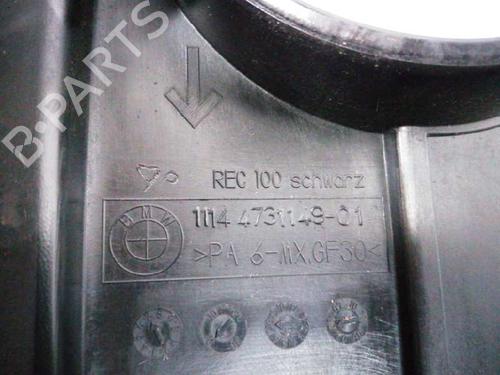 B-PARTS
REC 100 schwarz
BMW
1114 4731149-01
>PA 6-MX.GF30<